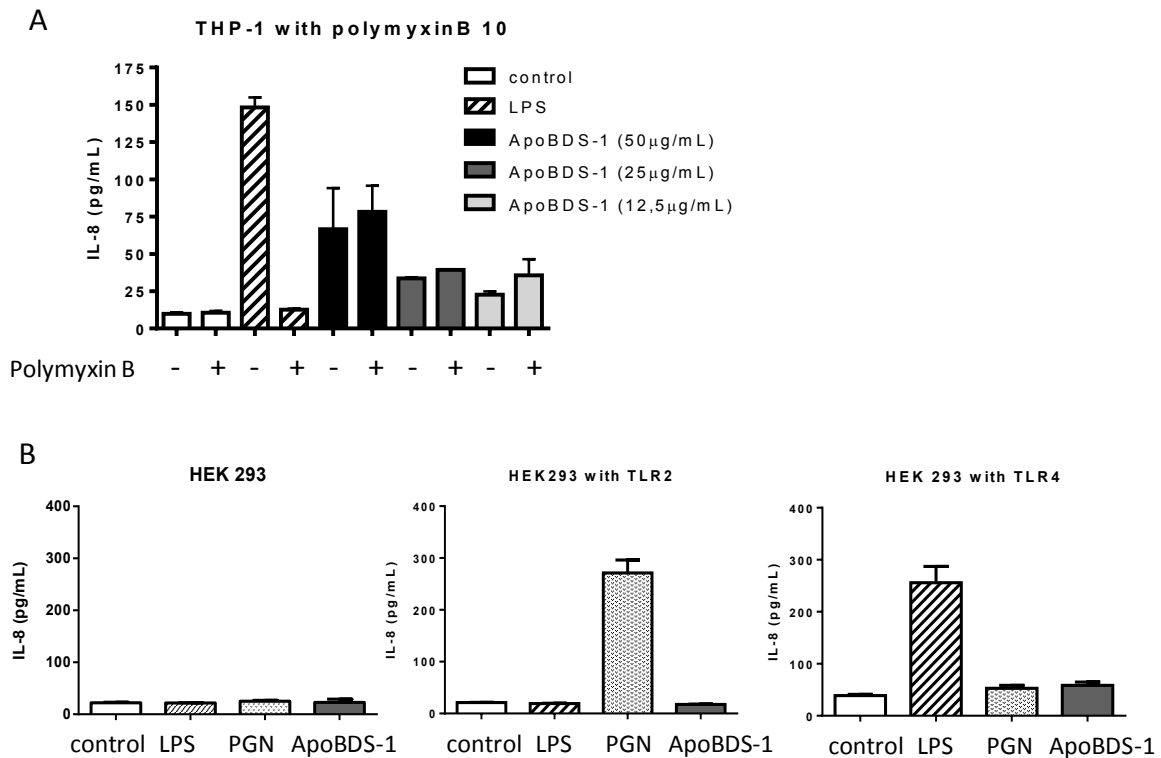 A
THP-1 with polymyxinB 10
IL-8 (pg/mL)
175
150
125
100
75
50
25
0
control
LPS
ApoBDS-1 (50µg/mL)
ApoBDS-1 (25µg/mL)
ApoBDS-1 (12,5µg/mL)
Polymyxin B - + - + - + - + - +
B
HEK 293
IL-8 (pg/mL)
400
300
200
100
0
control LPS PGN ApoBDS-1
HEK293 with TLR2
IL-8 (pg/mL)
400
300
200
100
0
control LPS PGN ApoBDS-1
HEK 293 with TLR4
IL-8 (pg/mL)
400
300
200
100
0
control LPS PGN ApoBDS-1